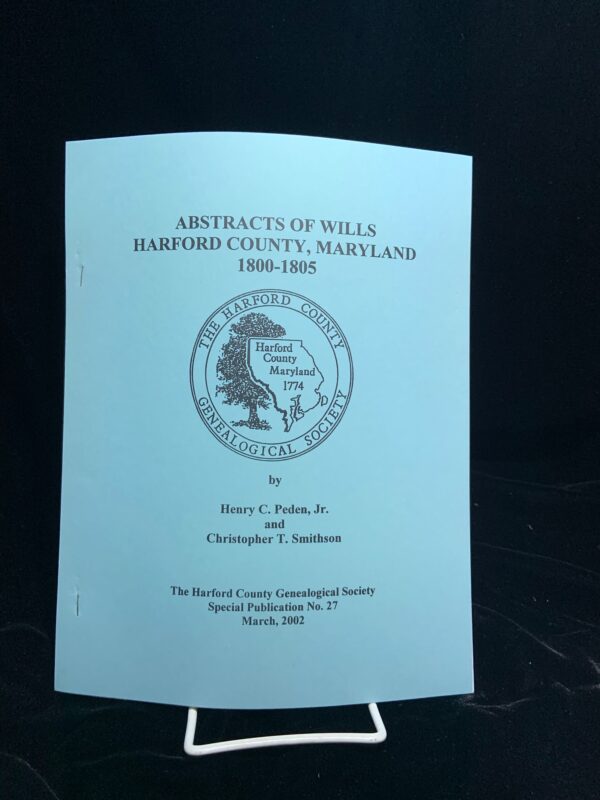 ABSTRACTS OF WILLS
HARFORD COUNTY, MARYLAND
1800-1805
THE HARFORD COUNTY
Harford
County
Maryland
1774
GENEALOGICAL SOCIETY
by
Henry C. Peden, Jr.
and
Christopher T. Smithson
The Harford County Genealogical Society
Special Publication No. 27
March, 2002